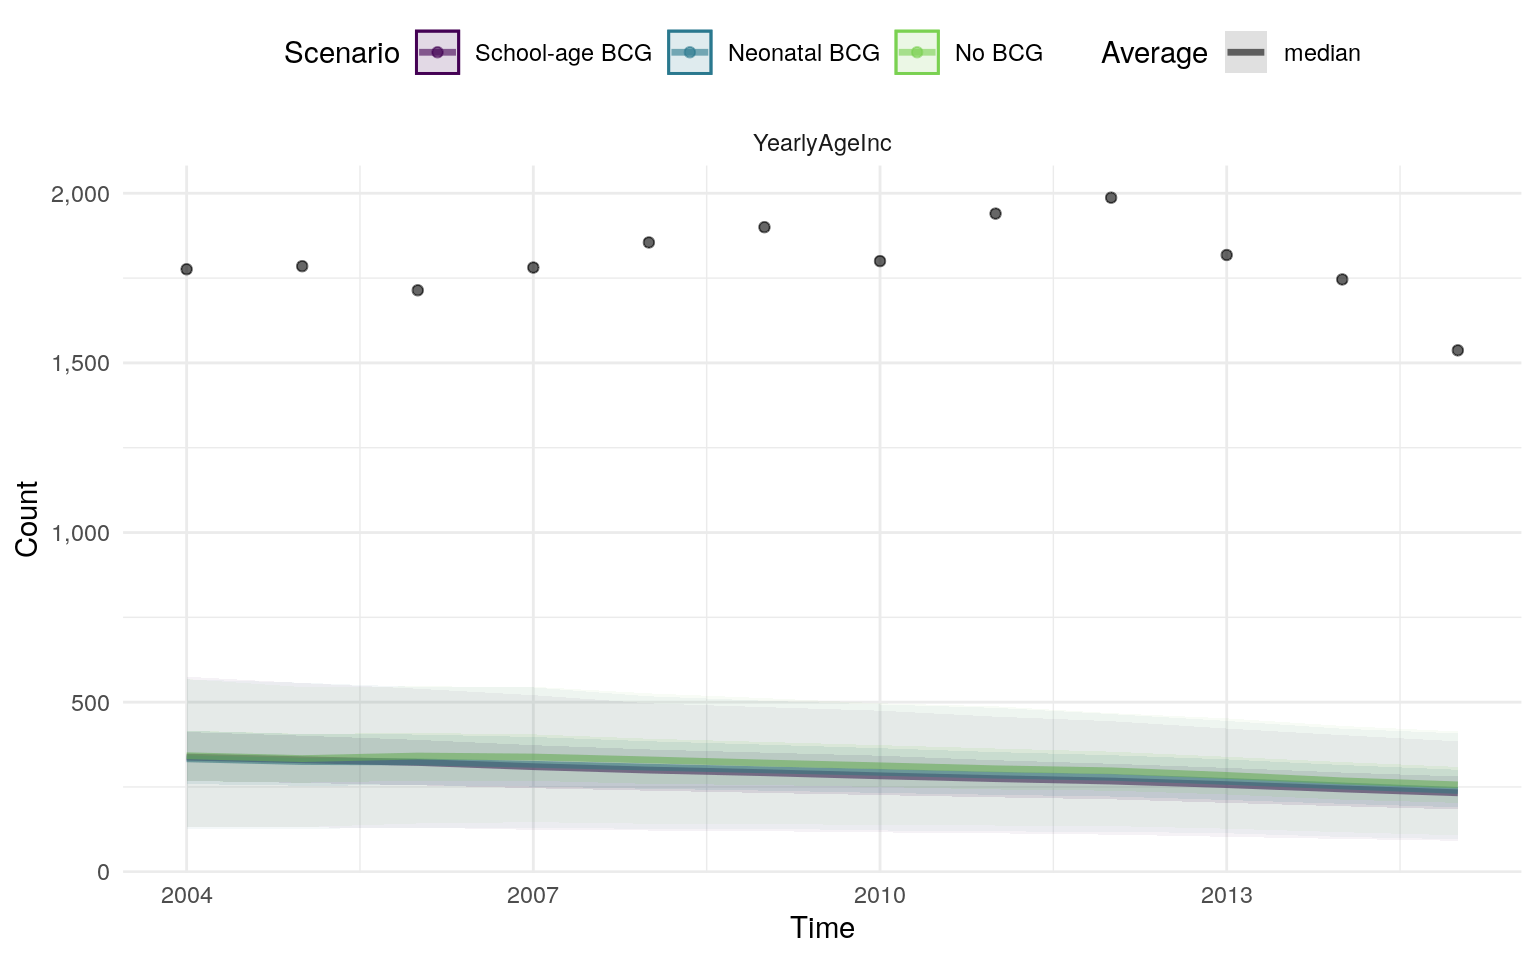 Scenario School-age BCG Neonatal BCG No BCG Average median
YearlyAgeInc
2,000
1,500
1,000
500
0
Count
2004 2007 2010 2013
Time